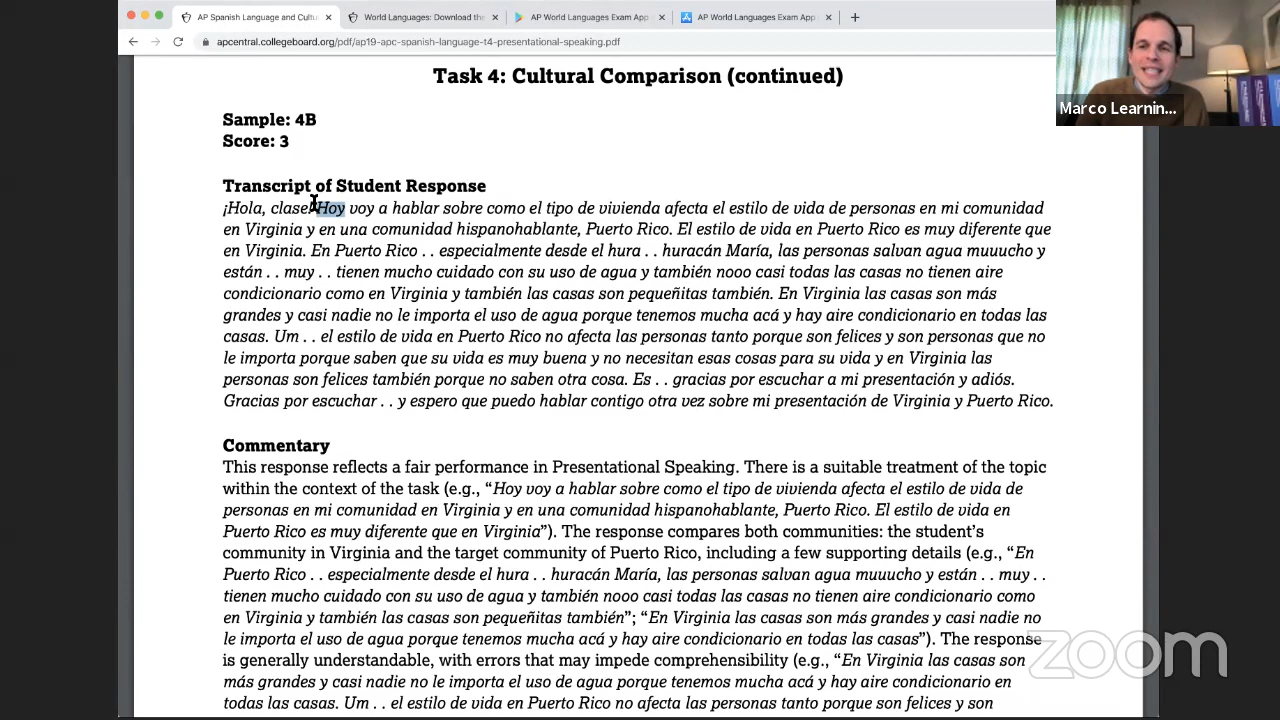 AP Spanish Language and Cultu
World Languages: Download the
AP World Languages Exam App
AP World Languages Exam App
apcentral.collegeboard.org/pdf/ap19-apc-spanish-language-t4-presentational-speaking.pdf
Marco Learnin...
Task 4: Cultural Comparison (continued)
Sample: 4B
Score: 3
Transcript of Student Response
¡Hola, clase! Hoy voy a hablar sobre como el tipo de vivienda afecta el estilo de vida de personas en mi comunidad
en Virginia y en una comunidad hispanohablante, Puerto Rico. El estilo de vida en Puerto Rico es muy diferente que
en Virginia. En Puerto Rico . . especialmente desde el hura . . huracán María, las personas salvan agua muuucho y
están . . muy . . tienen mucho cuidado con su uso de agua y también nooo casi todas las casas no tienen aire
condicionario como en Virginia y también las casas son pequeñitas también. En Virginia las casas son más
grandes y casi nadie no le importa el uso de agua porque tenemos mucha acá y hay aire condicionario en todas las
casas. Um . . el estilo de vida en Puerto Rico no afecta las personas tanto porque son felices y son personas que no
le importa porque saben que su vida es muy buena y no necesitan esas cosas para su vida y en Virginia las
personas son felices también porque no saben otra cosa. Es . . gracias por escuchar a mi presentación y adiós.
Gracias por escuchar . . y espero que puedo hablar contigo otra vez sobre mi presentación de Virginia y Puerto Rico.
Commentary
This response reflects a fair performance in Presentational Speaking. There is a suitable treatment of the topic
within the context of the task (e.g., “Hoy voy a hablar sobre como el tipo de vivienda afecta el estilo de vida de
personas en mi comunidad en Virginia y en una comunidad hispanohablante, Puerto Rico. El estilo de vida en
Puerto Rico es muy diferente que en Virginia”). The response compares both communities: the student’s
community in Virginia and the target community of Puerto Rico, including a few supporting details (e.g., “En
Puerto Rico . . especialmente desde el hura . . huracán María, las personas salvan agua muuucho y están . . muy . .
tienen mucho cuidado con su uso de agua y también nooo casi todas las casas no tienen aire condicionario como
en Virginia y también las casas son pequeñitas también”; “En Virginia las casas son más grandes y casi nadie no
le importa el uso de agua porque tenemos mucha acá y hay aire condicionario en todas las casas”). The response
is generally understandable, with errors that may impede comprehensibility (e.g., “En Virginia las casas son
más grandes y casi nadie no le importa el uso de agua porque tenemos mucha acá y hay aire condicionario en
todas las casas. Um . . el estilo de vida en Puerto Rico no afecta las personas tanto porque son felices y son
zoom